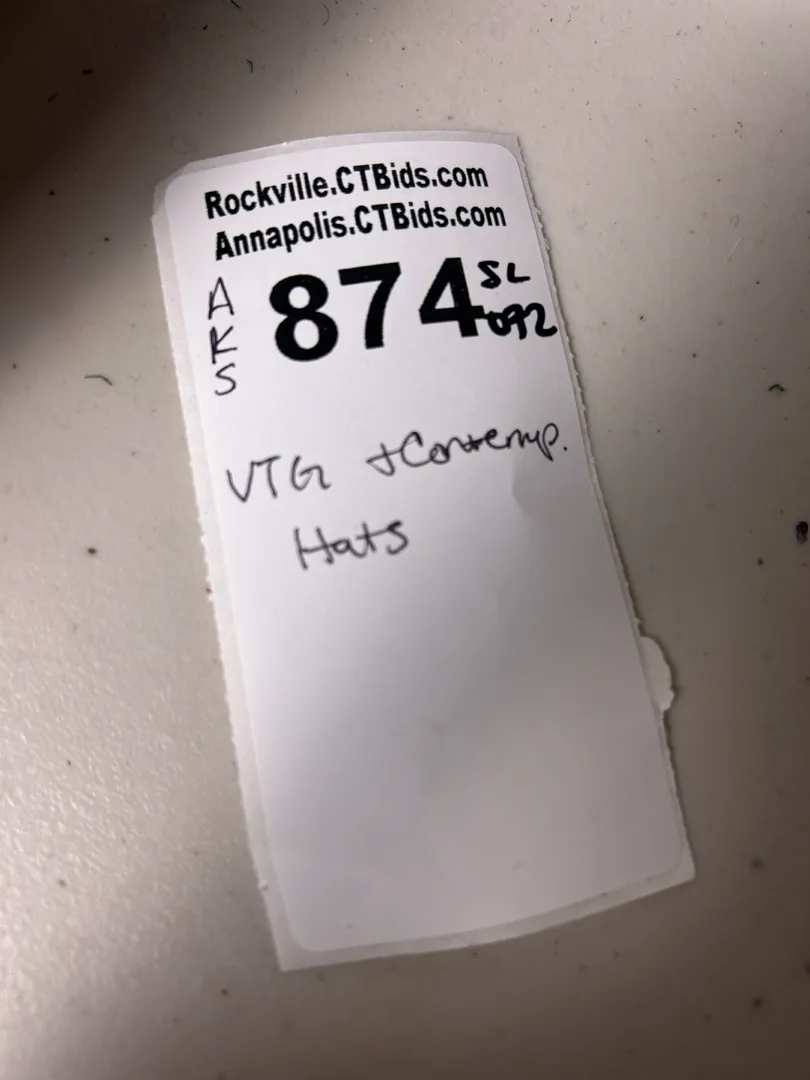 Rockville.CTBids.com
Annapolis.CTBids.com
AKS
874 SL
092
VTG + Contemp.
Hats